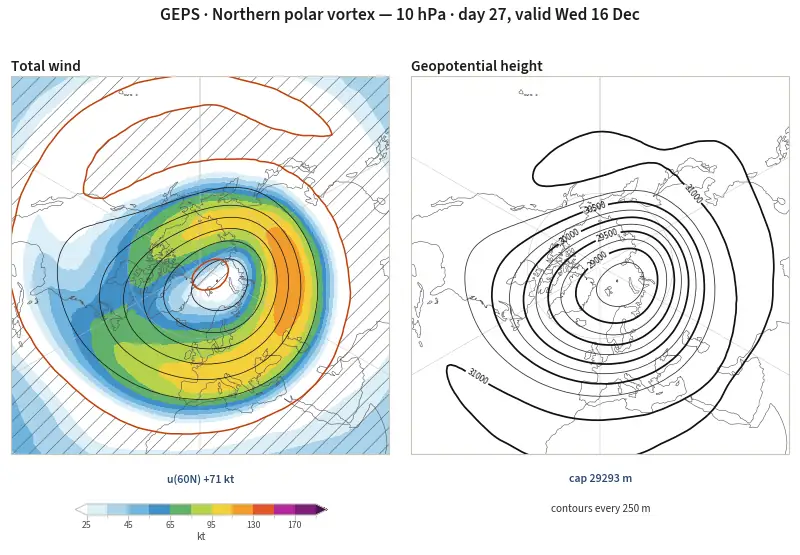 GEPS · Northern polar vortex — 10 hPa · day 27, valid Wed 16 Dec
Total wind
Geopotential height
31000
30500
30000
29500
29000
31000
u(60N) +71 kt
cap 29293 m
contours every 250 m
25 45 65 95 130 170
kt